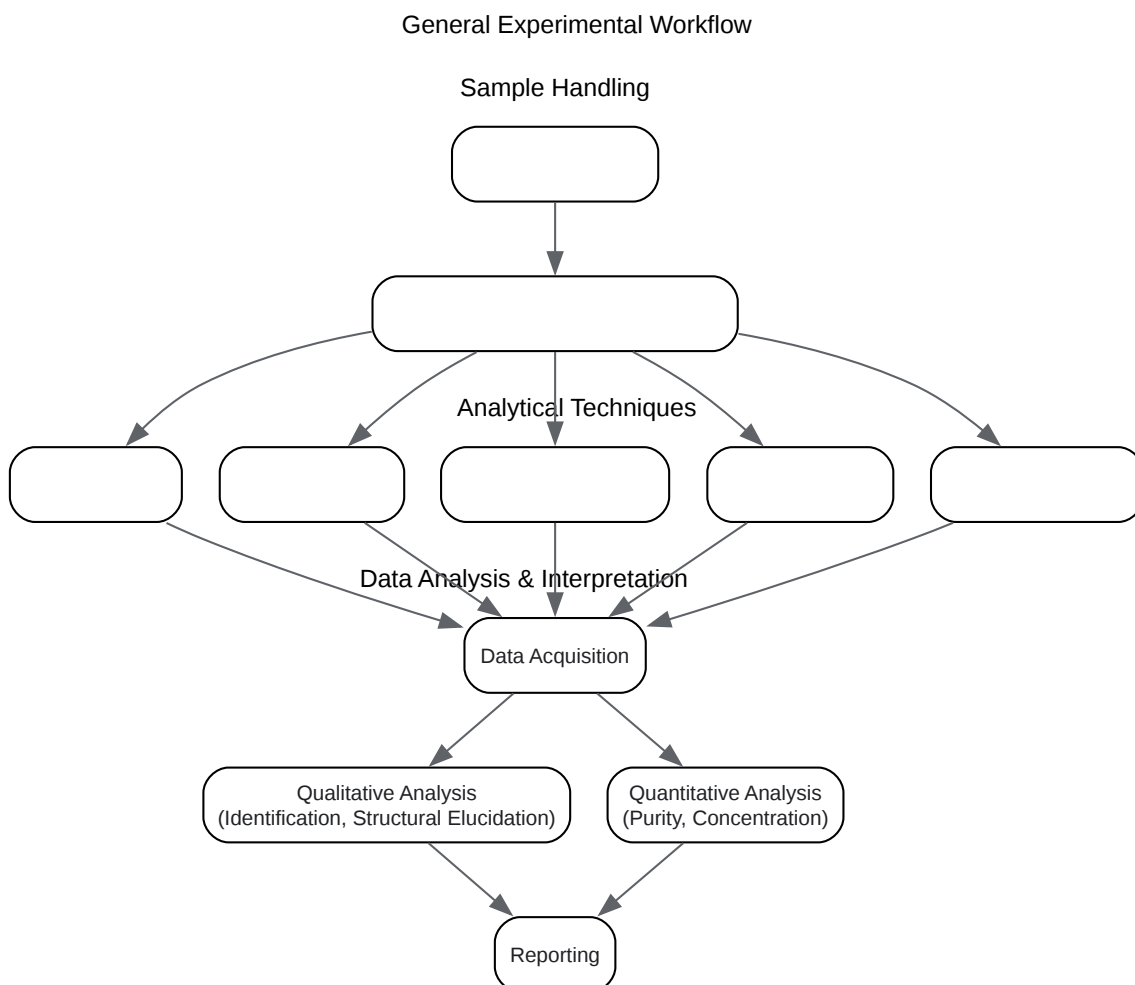 General Experimental Workflow
Sample Handling
Analytical Techniques
Data Analysis & Interpretation
Data Acquisition
Qualitative Analysis
(Identification, Structural Elucidation)
Quantitative Analysis
(Purity, Concentration)
Reporting